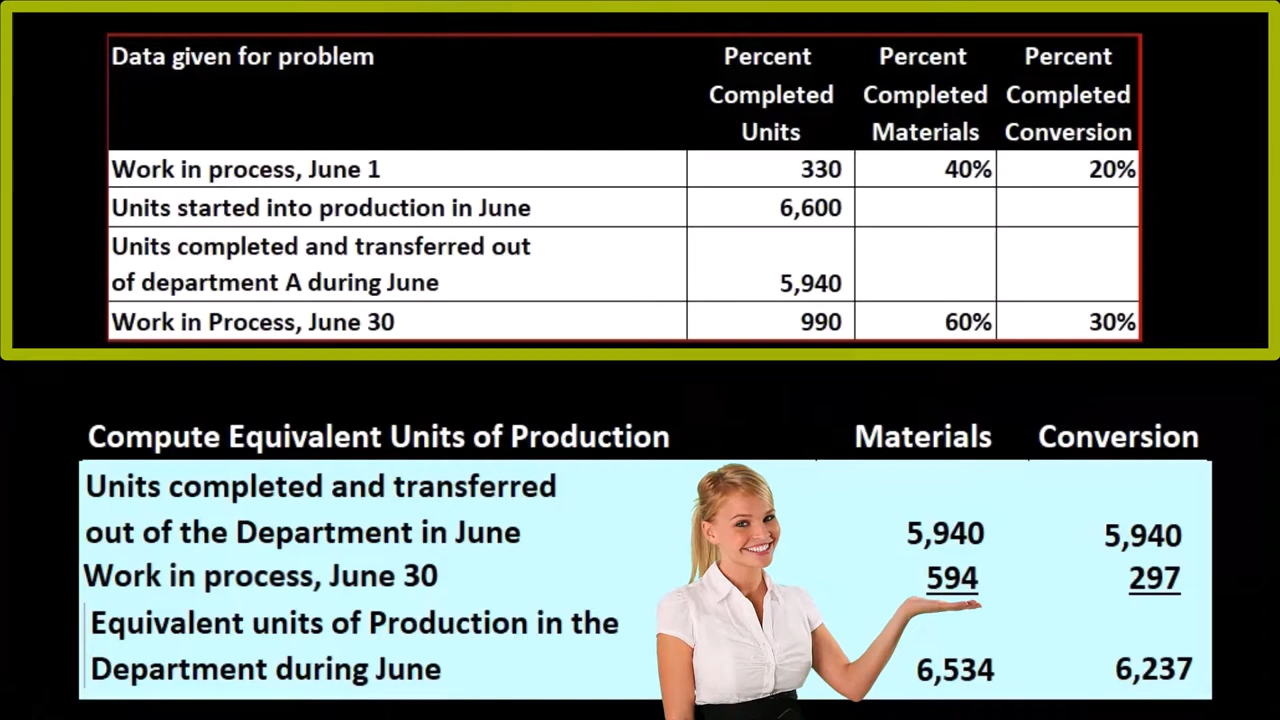 Data given for problem Percent Percent Percent
Completed Completed Completed
Units Materials Conversion
Work in process, June 1 330 40% 20%
Units started into production in June 6,600
Units completed and transferred out
of department A during June 5,940
Work in Process, June 30 990 60% 30%
Compute Equivalent Units of Production Materials Conversion
Units completed and transferred
out of the Department in June 5,940 5,940
Work in process, June 30 594 297
Equivalent units of Production in the
Department during June 6,534 6,237